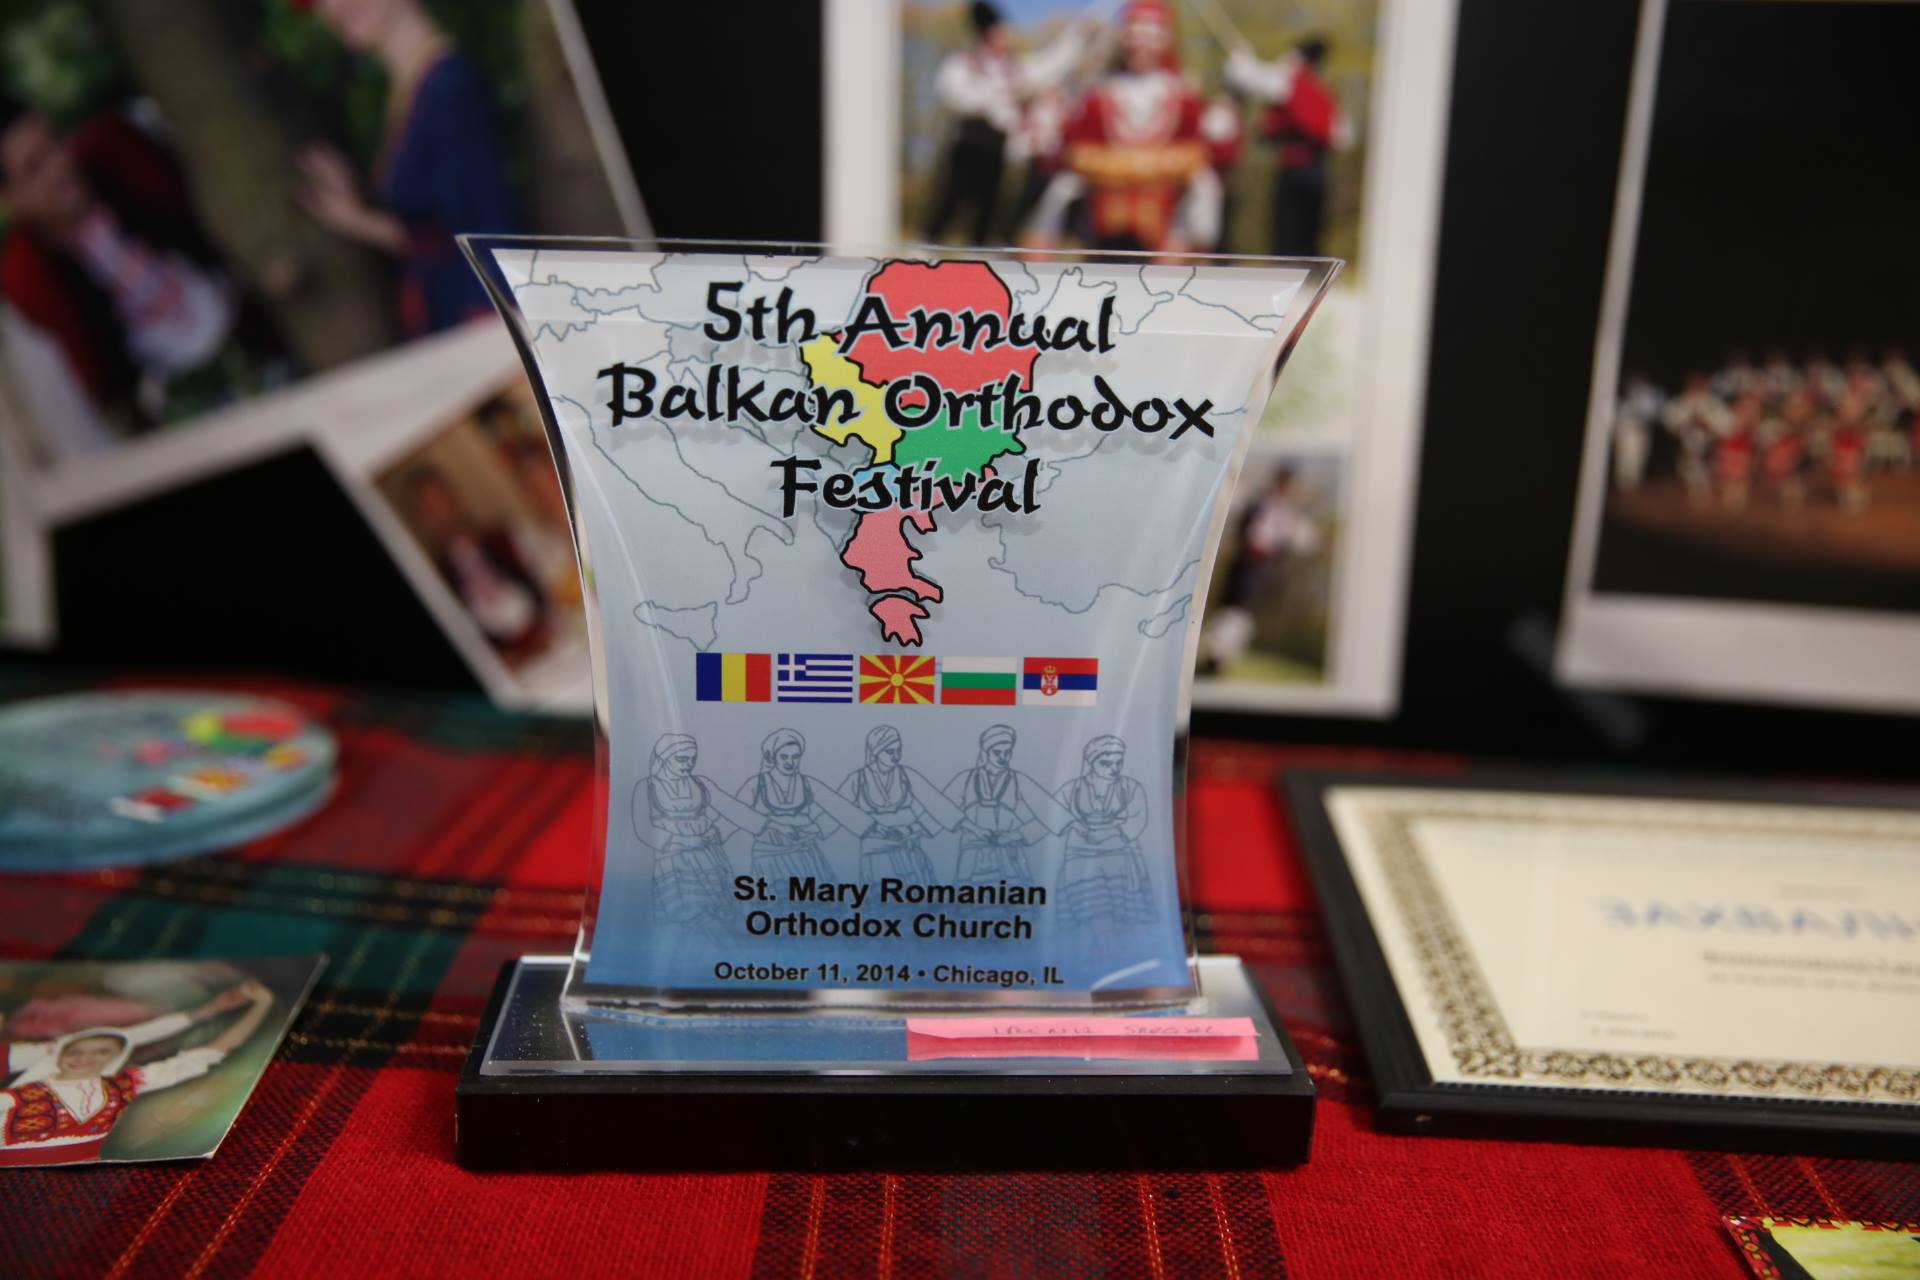 5th Annual
Balkan Orthodox
Festival
St. Mary Romanian
Orthodox Church
October 11, 2014 • Chicago, IL